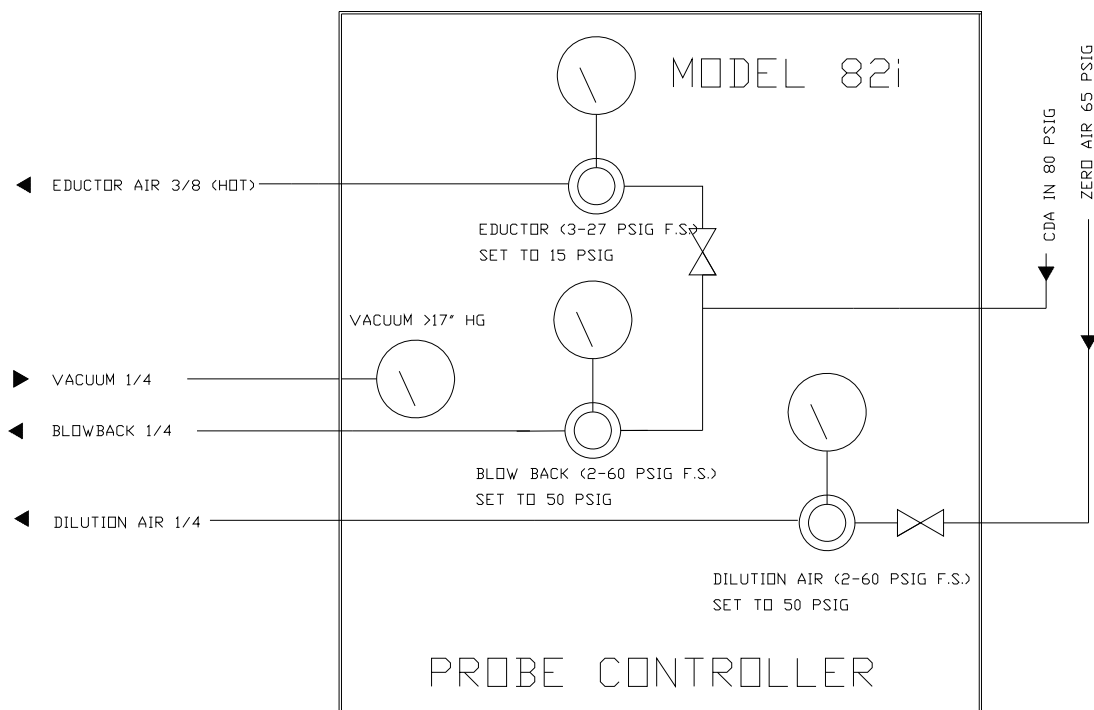 MODEL 82i
ZERO AIR 65 PSIG
CDA IN 80 PSIG
EDUCTOR AIR 3/8 (HOT)
EDUCTOR (3-27 PSIG F.S)
SET TO 15 PSIG
VACUUM >17" HG
VACUUM 1/4
BLOWBACK 1/4
BLOW BACK (2-60 PSIG F.S.)
SET TO 50 PSIG
DILUTION AIR 1/4
DILUTION AIR (2-60 PSIG F.S.)
SET TO 50 PSIG
PROBE CONTROLLER